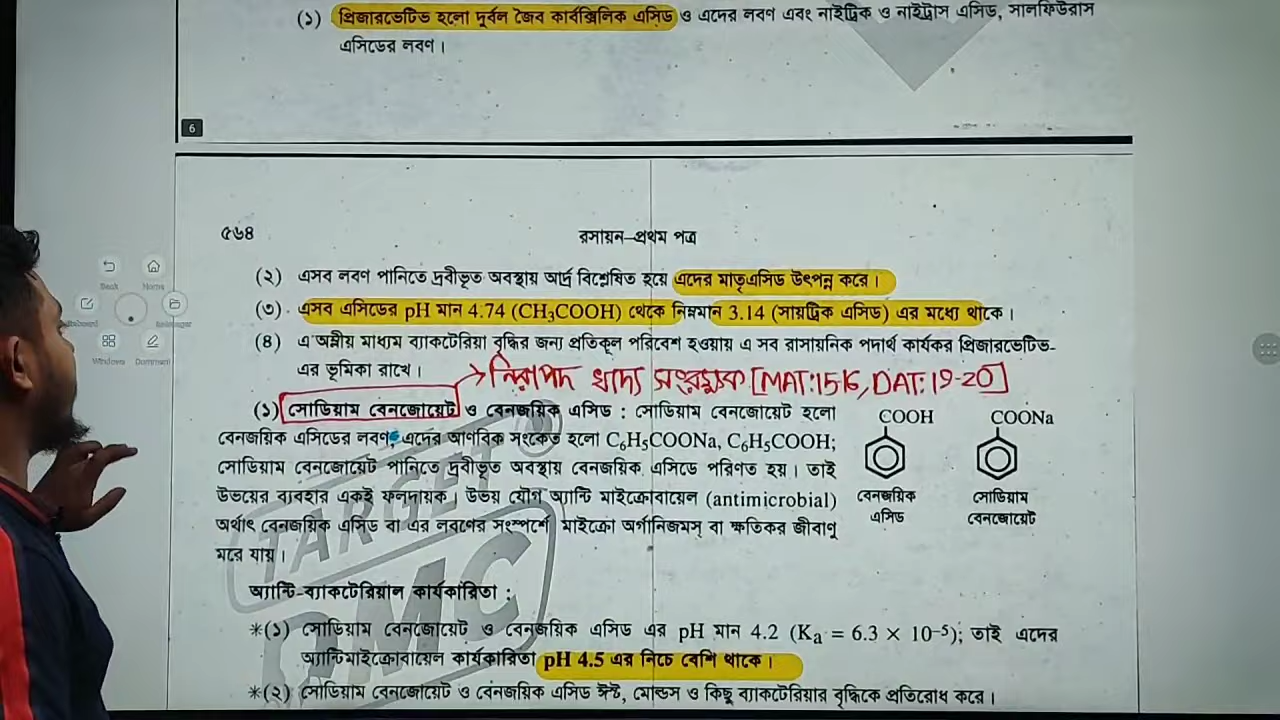 (১) প্রিজারভেটিভ হলো দুর্বল জৈব কার্বক্সিলিক এসিড ও এদের লবণ এবং নাইট্রিক ও নাইট্রাস এসিড, সালফিউরাস
এসিডের লবণ।
6
৫৬৪
রসায়ন–প্রথম পত্র
(২) এসব লবণ পানিতে দ্রবীভূত অবস্থায় আর্দ্র বিশ্লেষিত হয়ে এদের মাতৃএসিড উৎপন্ন করে।
(৩) এসব এসিডের pH মান 4.74 (CH₃COOH) থেকে নিম্নমান 3.14 (সায়ট্রিক এসিড) এর মধ্যে থাকে।
(৪) এ অম্লীয় মাধ্যম ব্যাকটেরিয়া বৃদ্ধির জন্য প্রতিকূল পরিবেশ হওয়ায় এ সব রাসায়নিক পদার্থ কার্যকর প্রিজারভেটিভ-
এর ভূমিকা রাখে।
→ নিরাপদ খাদ্য সংরক্ষক [MAT:15-16, DAT:19-20]
(১) সোডিয়াম বেনজোয়েট ও বেনজয়িক এসিড : সোডিয়াম বেনজোয়েট হলো
বেনজয়িক এসিডের লবণ, এদের আণবিক সংকেত হলো C₆H₅COONa, C₆H₅COOH;
সোডিয়াম বেনজোয়েট পানিতে দ্রবীভূত অবস্থায় বেনজয়িক এসিডে পরিণত হয়। তাই
উভয়ের ব্যবহার একই ফলদায়ক। উভয় যৌগ অ্যান্টি মাইক্রোবায়েল (antimicrobial)
অর্থাৎ বেনজয়িক এসিড বা এর লবণের সংস্পর্শে মাইক্রো অর্গানিজমস্ বা ক্ষতিকর জীবাণু
মরে যায়।
COOH
COONa
বেনজয়িক
এসিড
সোডিয়াম
বেনজোয়েট
অ্যান্টি-ব্যাকটেরিয়াল কার্যকারিতা :
*(১) সোডিয়াম বেনজোয়েট ও বেনজয়িক এসিড এর pH মান 4.2 (Kₐ = 6.3 × 10⁻⁵); তাই এদের
অ্যান্টিমাইক্রোবায়েল কার্যকারিতা pH 4.5 এর নিচে বেশি থাকে।
*(২) সোডিয়াম বেনজোয়েট ও বেনজয়িক এসিড ঈস্ট, মোল্ডস ও কিছু ব্যাকটেরিয়ার বৃদ্ধিকে প্রতিরোধ করে।
TARGET
DMC
Back
Home
Windows